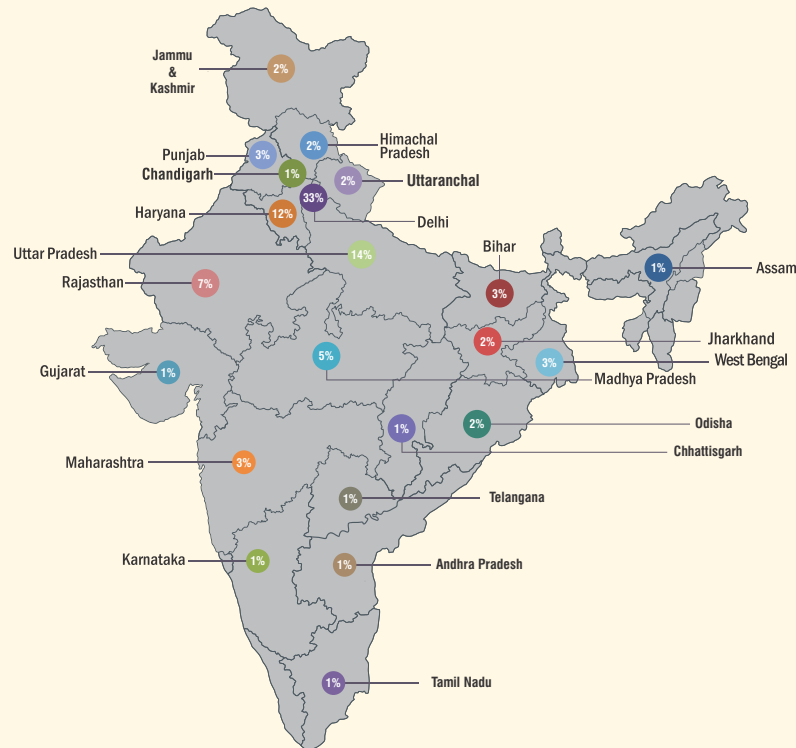 Jammu
&
Kashmir
2%
Punjab
3%
2%
Himachal
Pradesh
Chandigarh
1%
2%
Uttaranchal
33%
Delhi
Haryana
12%
Uttar Pradesh
14%
Bihar
3%
1%
Assam
Rajasthan
7%
2%
Jharkhand
3%
West Bengal
Gujarat
1%
5%
Madhya Pradesh
2%
Odisha
1%
Chhattisgarh
Maharashtra
3%
1%
Telangana
Karnataka
1%
1%
Andhra Pradesh
1%
Tamil Nadu